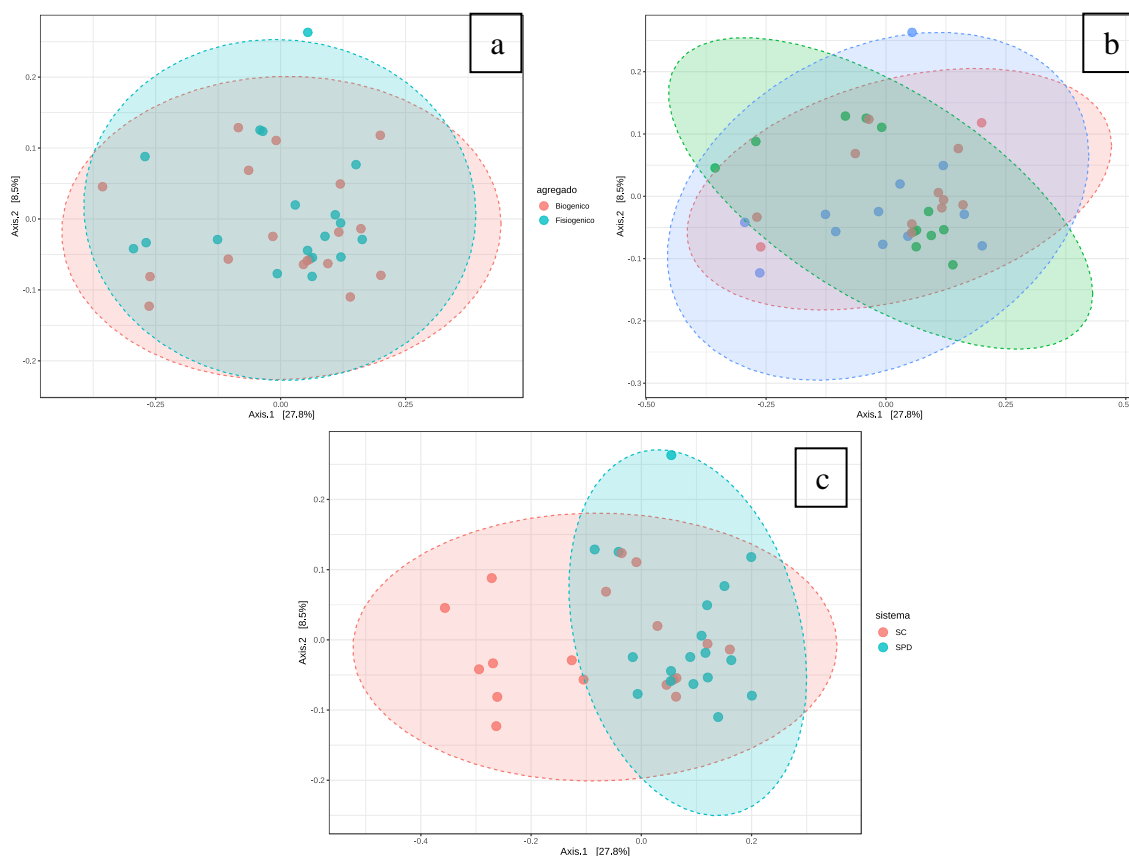 a
0.2
0.1
0.0
-0.1
-0.2
Axis,2 [8.5%]
-0.25
0.00
0.25
Axis.1 [27.8%]
agregado
Biogenico
Fisiogenico
b
0.2
0.1
0.0
-0.1
-0.2
-0.3
Axis,2 [8.5%]
-0.50
-0.25
0.00
0.25
0.5
Axis.1 [27.8%]
c
0.2
0.1
0.0
-0.1
-0.2
Axis.2 [8.5%]
-0.4
-0.2
0.0
0.2
Axis.1 [27.8%]
sistema
SC
SPD